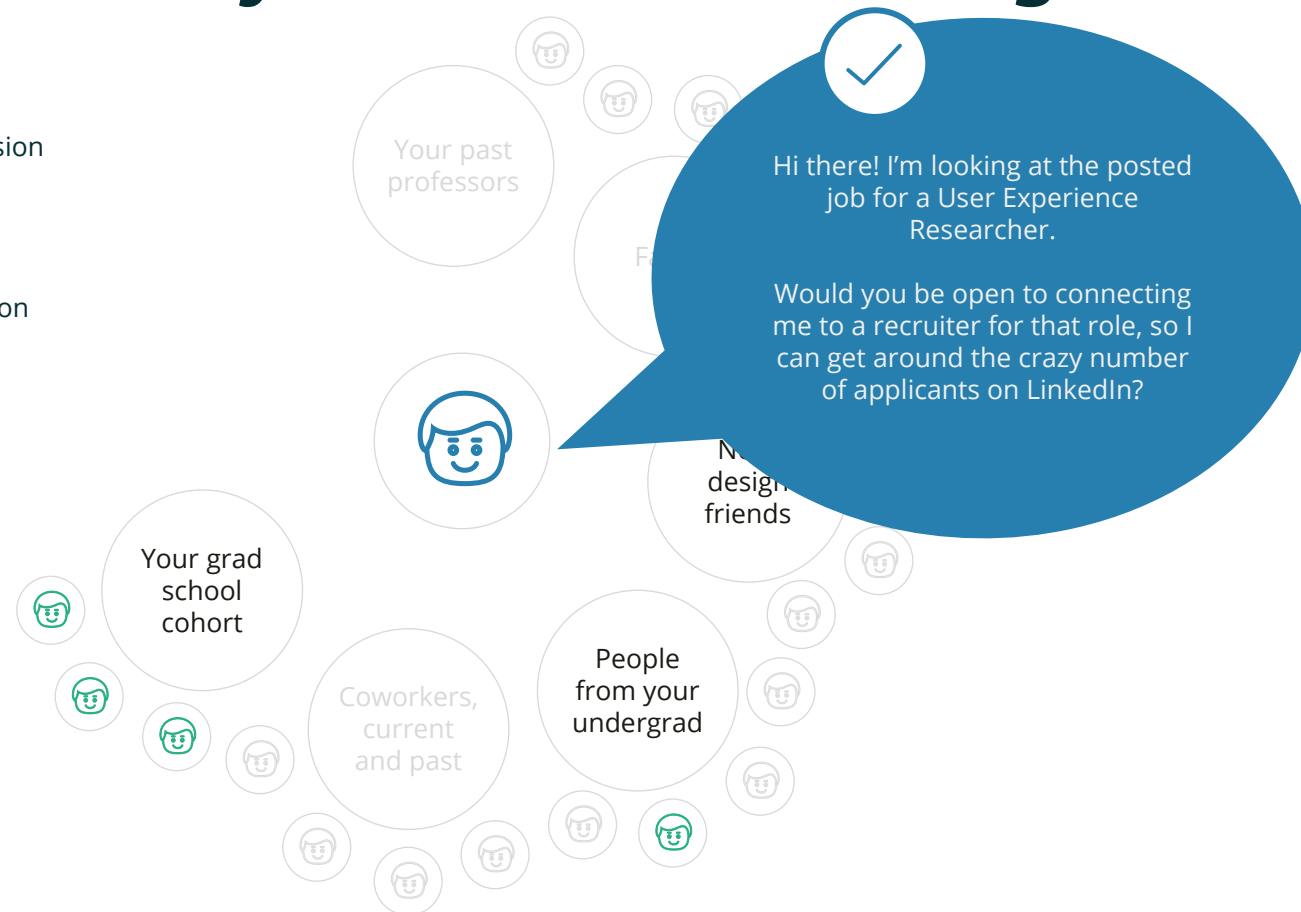 Your past
professors
Hi there! I’m looking at the posted
job for a User Experience
Researcher.
Would you be open to connecting
me to a recruiter for that role, so I
can get around the crazy number
of applicants on LinkedIn?
design
friends
Your grad
school
cohort
People
from your
undergrad
Coworkers,
current
and past